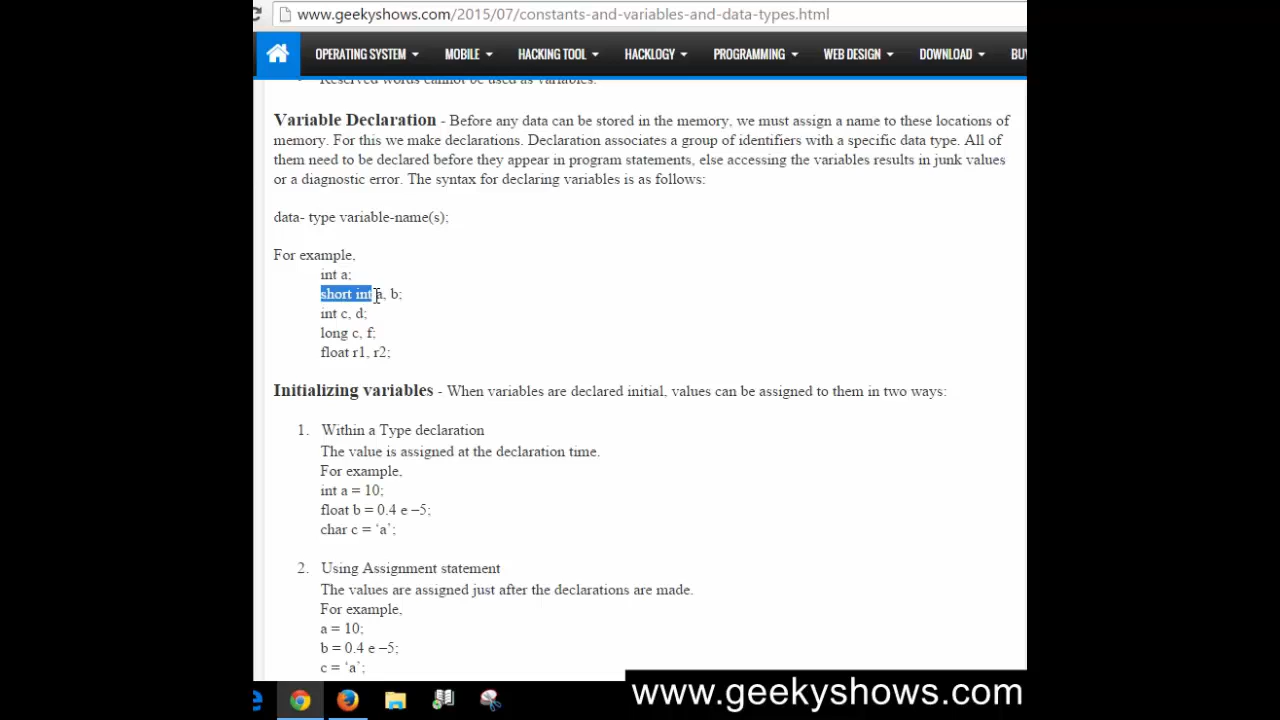 www.geekyshows.com/2015/07/constants-and-variables-and-data-types.html
OPERATING SYSTEM MOBILE HACKING TOOL HACKLOGY PROGRAMMING WEB DESIGN DOWNLOAD BU
Reserved words cannot be used as variables.
Variable Declaration - Before any data can be stored in the memory, we must assign a name to these locations of
memory. For this we make declarations. Declaration associates a group of identifiers with a specific data type. All of
them need to be declared before they appear in program statements, else accessing the variables results in junk values
or a diagnostic error. The syntax for declaring variables is as follows:
data- type variable-name(s);
For example,
int a;
short int a, b;
int c, d;
long c, f;
float r1, r2;
Initializing variables - When variables are declared initial, values can be assigned to them in two ways:
1. Within a Type declaration
The value is assigned at the declaration time.
For example,
int a = 10;
float b = 0.4 e –5;
char c = ‘a’;
2. Using Assignment statement
The values are assigned just after the declarations are made.
For example,
a = 10;
b = 0.4 e –5;
c = ‘a’;
www.geekyshows.com